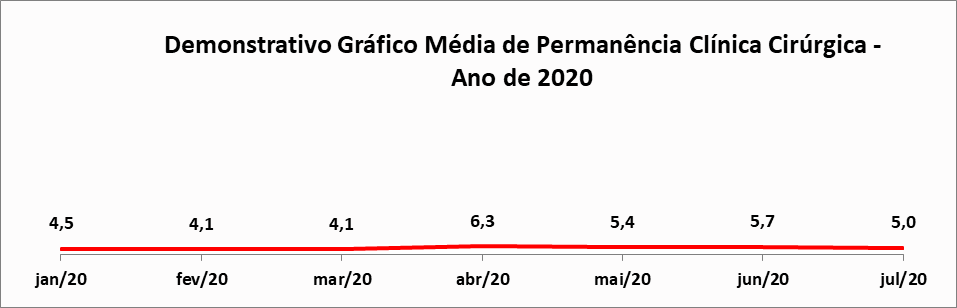 Demonstrativo Gráfico Média de Permanência Clínica Cirúrgica -
Ano de 2020
4,5 4,1 4,1 6,3 5,4 5,7 5,0
jan/20 fev/20 mar/20 abr/20 mai/20 jun/20 jul/20